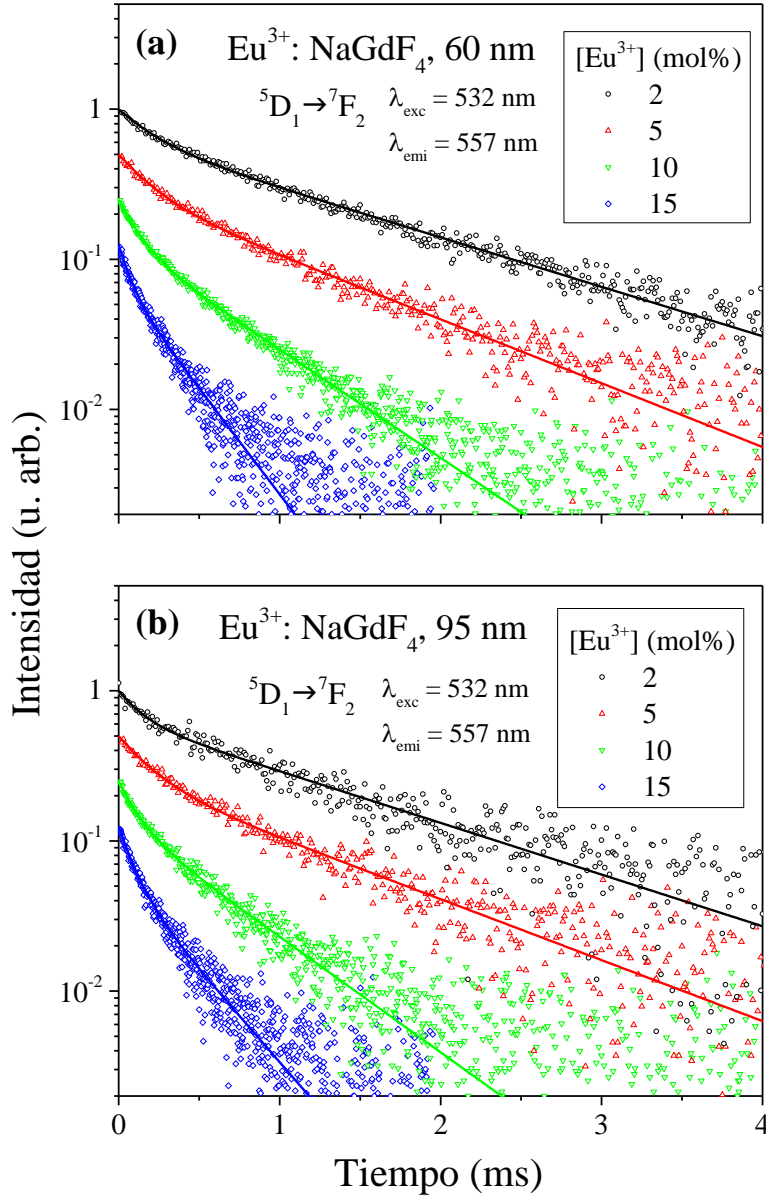 (a) Eu³⁺: NaGdF₄, 60 nm
⁵D₁→⁷F₂ λexc = 532 nm
λemi = 557 nm
[Eu³⁺] (mol%)
2
5
10
15
1
10⁻¹
10⁻²
(b) Eu³⁺: NaGdF₄, 95 nm
⁵D₁→⁷F₂ λexc = 532 nm
λemi = 557 nm
[Eu³⁺] (mol%)
2
5
10
15
1
10⁻¹
10⁻²
0 1 2 3 4
Intensidad (u. arb.)
Tiempo (ms)